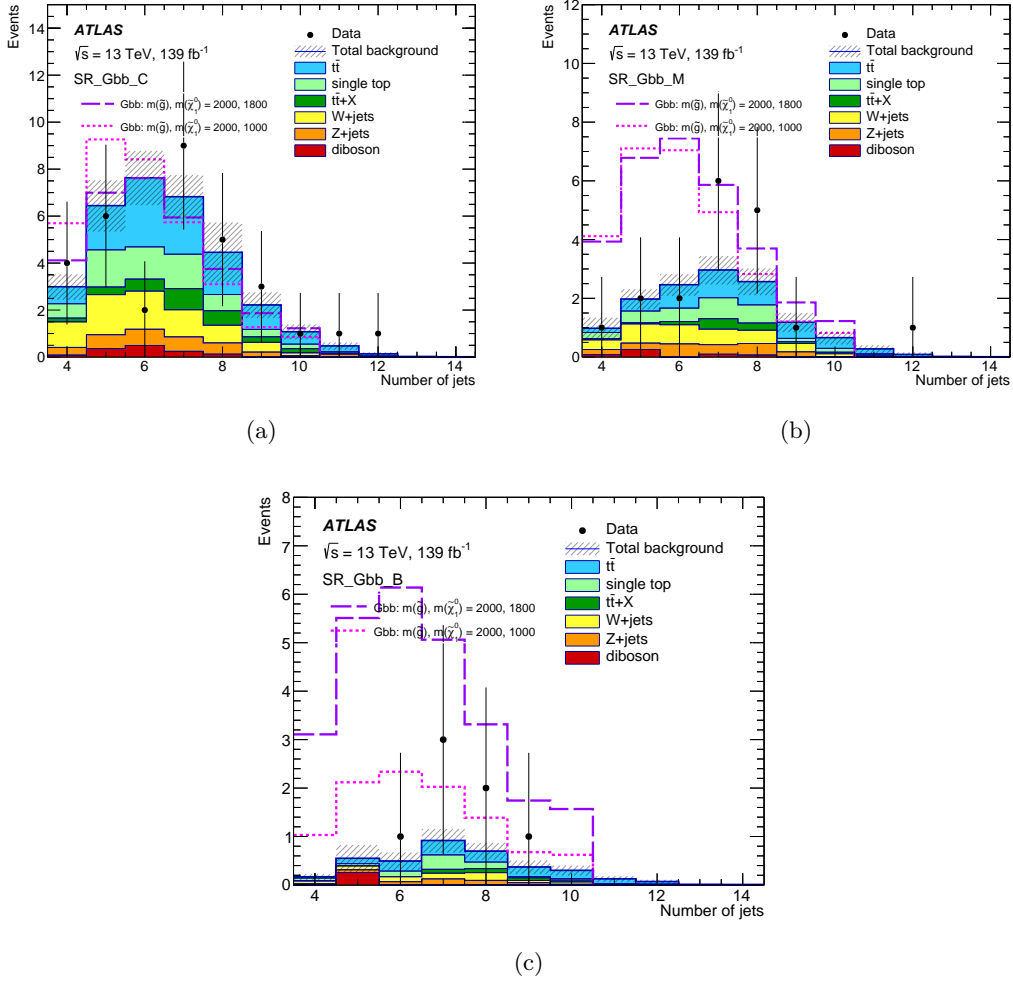 Events
14
12
10
8
6
4
2
0
4 6 8 10 12 14
Number of jets
ATLAS
√s = 13 TeV, 139 fb⁻¹
SR_Gbb_C
Gbb: m(g̃), m(χ̃₁⁰) = 2000, 1800
Gbb: m(g̃), m(χ̃₁⁰) = 2000, 1000
Data
Total background
tt̄
single top
tt̄+X
W+jets
Z+jets
diboson
(a)
Events
12
10
8
6
4
2
0
4 6 8 10 12 14
Number of jets
ATLAS
√s = 13 TeV, 139 fb⁻¹
SR_Gbb_M
Gbb: m(g̃), m(χ̃₁⁰) = 2000, 1800
Gbb: m(g̃), m(χ̃₁⁰) = 2000, 1000
Data
Total background
tt̄
single top
tt̄+X
W+jets
Z+jets
diboson
(b)
Events
8
7
6
5
4
3
2
1
0
4 6 8 10 12 14
Number of jets
ATLAS
√s = 13 TeV, 139 fb⁻¹
SR_Gbb_B
Gbb: m(g̃), m(χ̃₁⁰) = 2000, 1800
Gbb: m(g̃), m(χ̃₁⁰) = 2000, 1000
Data
Total background
tt̄
single top
tt̄+X
W+jets
Z+jets
diboson
(c)